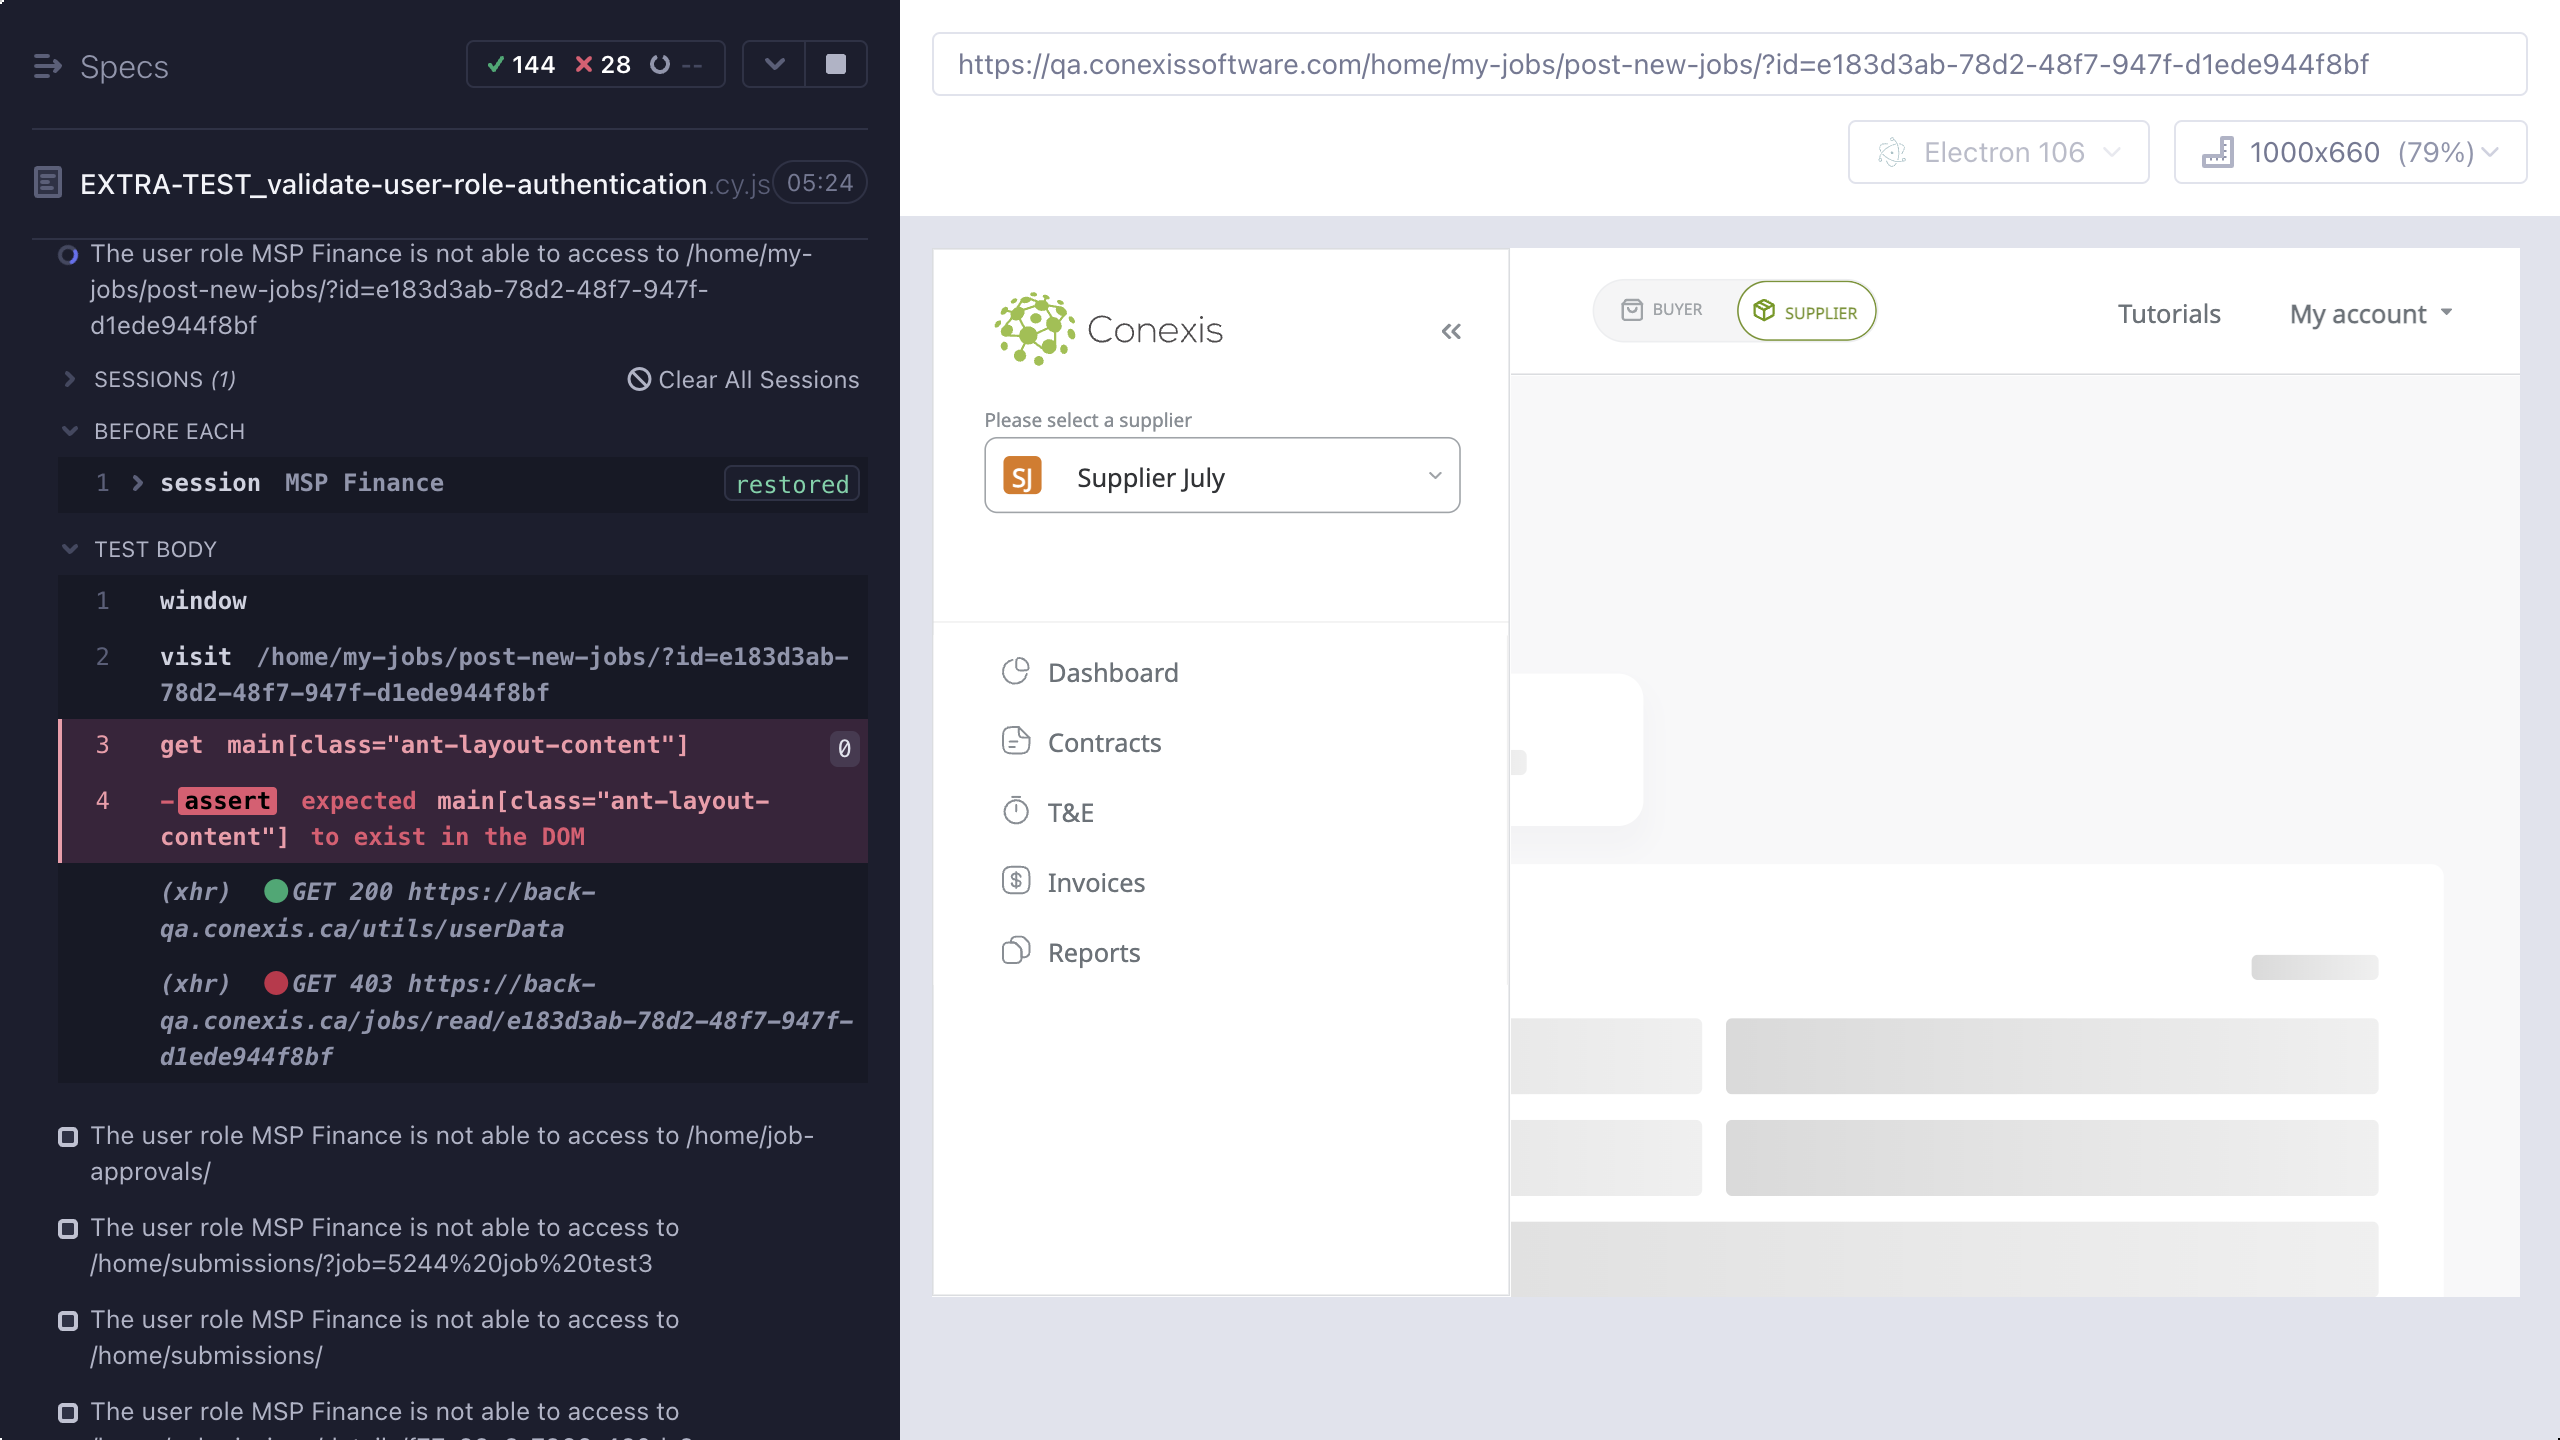 Specs
144
28
--
EXTRA-TEST_validate-user-role-authentication.cy.js
05:24
The user role MSP Finance is not able to access to /home/my-
jobs/post-new-jobs/?id=e183d3ab-78d2-48f7-947f-
d1ede944f8bf
SESSIONS (1)
Clear All Sessions
BEFORE EACH
1 session MSP Finance restored
TEST BODY
1 window
2 visit /home/my-jobs/post-new-jobs/?id=e183d3ab-
78d2-48f7-947f-d1ede944f8bf
3 get main[class="ant-layout-content"] 0
4 -assert expected main[class="ant-layout-
content"] to exist in the DOM
(xhr) GET 200 https://back-
qa.conexis.ca/utils/userData
(xhr) GET 403 https://back-
qa.conexis.ca/jobs/read/e183d3ab-78d2-48f7-947f-
d1ede944f8bf
The user role MSP Finance is not able to access to /home/job-
approvals/
The user role MSP Finance is not able to access to
/home/submissions/?job=5244%20job%20test3
The user role MSP Finance is not able to access to
/home/submissions/
The user role MSP Finance is not able to access to
https://qa.conexissoftware.com/home/my-jobs/post-new-jobs/?id=e183d3ab-78d2-48f7-947f-d1ede944f8bf
Electron 106
1000x660 (79%)
Conexis
BUYER
SUPPLIER
Tutorials
My account
Please select a supplier
SJ Supplier July
Dashboard
Contracts
T&E
Invoices
Reports